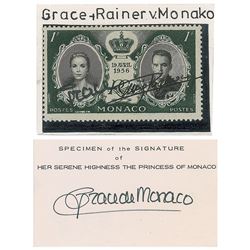 Grace+Rainer v. Monako
1F 1F
19 AVRIL
1956
POSTES MONACO POSTES
SPECIMEN of the SIGNATURE
of
HER SERENE HIGHNESS THE PRINCESS OF MONACO
Grace de Monaco